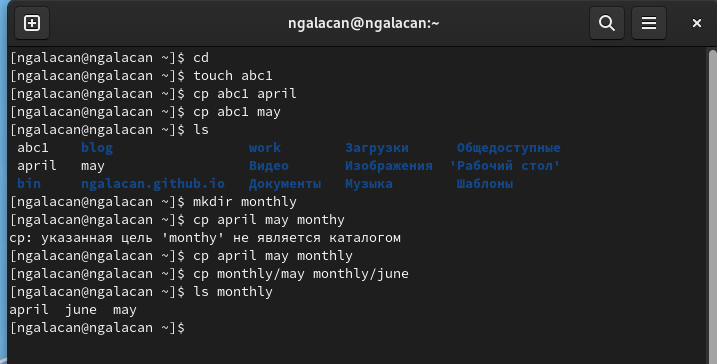 ngalacan@ngalacan:~
[ngalacan@ngalacan ~]$ cd
[ngalacan@ngalacan ~]$ touch abc1
[ngalacan@ngalacan ~]$ cp abc1 april
[ngalacan@ngalacan ~]$ cp abc1 may
[ngalacan@ngalacan ~]$ ls
abc1 blog work Загрузки Общедоступные
april may Видео Изображения 'Рабочий стол'
bin ngalacan.github.io Документы Музыка Шаблоны
[ngalacan@ngalacan ~]$ mkdir monthly
[ngalacan@ngalacan ~]$ cp april may monthy
cp: указанная цель 'monthy' не является каталогом
[ngalacan@ngalacan ~]$ cp april may monthly
[ngalacan@ngalacan ~]$ cp monthly/may monthly/june
[ngalacan@ngalacan ~]$ ls monthly
april june may
[ngalacan@ngalacan ~]$